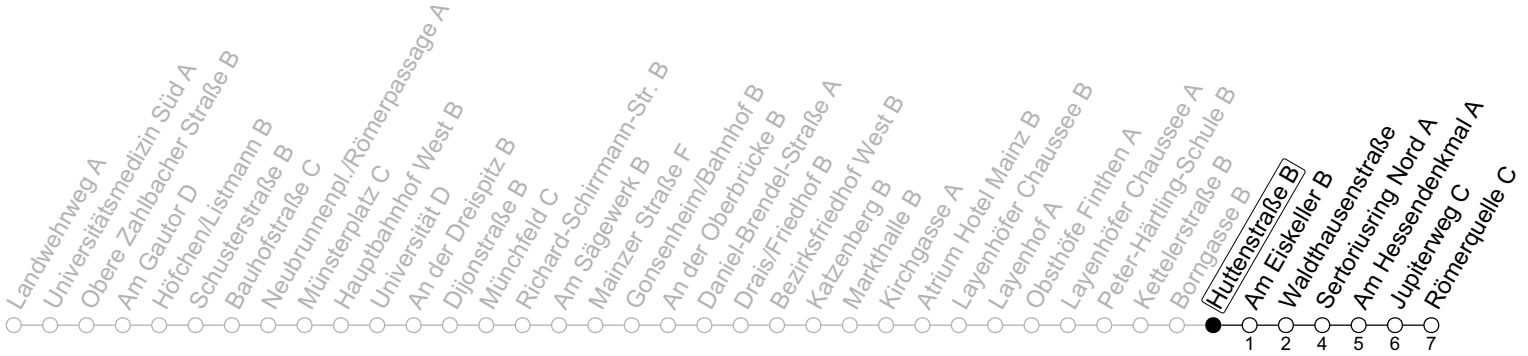 Landwehrweg A
Universitätsmedizin Süd A
Obere Zahlbacher Straße B
Am Gautor D
Höfchen/Listmann B
Schusterstraße B
Bauhofstraße C
Neubrunnenpl./Römerpassage A
Münsterplatz C
Hauptbahnhof West B
Universität D
An der Dreispitz B
Dijonstraße B
Münchfeld C
Richard-Schirrmann-Str. B
Am Sägewerk B
Mainzer Straße F
Gonsenheim/Bahnhof B
An der Oberbrücke B
Daniel-Brendel-Straße A
Drais/Friedhof B
Bezirksfriedhof West B
Katzenberg B
Markthalle B
Kirchgasse A
Atrium Hotel Mainz B
Layenhöfer Chaussee B
Layenhof A
Obsthöfe Finthen A
Layenhöfer Chaussee A
Peter-Härtling-Schule B
Kettelerstraße B
Borngasse B
Huttenstraße B
Am Eiskeller B
Waldthausenstraße
Sertoriusring Nord A
Am Hessendenkmal A
Jupiterweg C
Römerquelle C
1 2 4 5 6 7